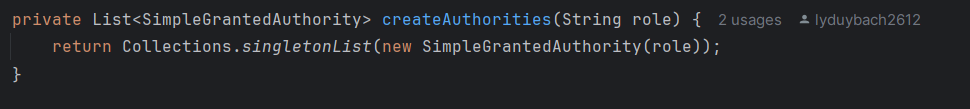 private List<SimpleGrantedAuthority> createAuthorities(String role) { 2 usages lyduybach2612
    return Collections.singletonList(new SimpleGrantedAuthority(role));
}